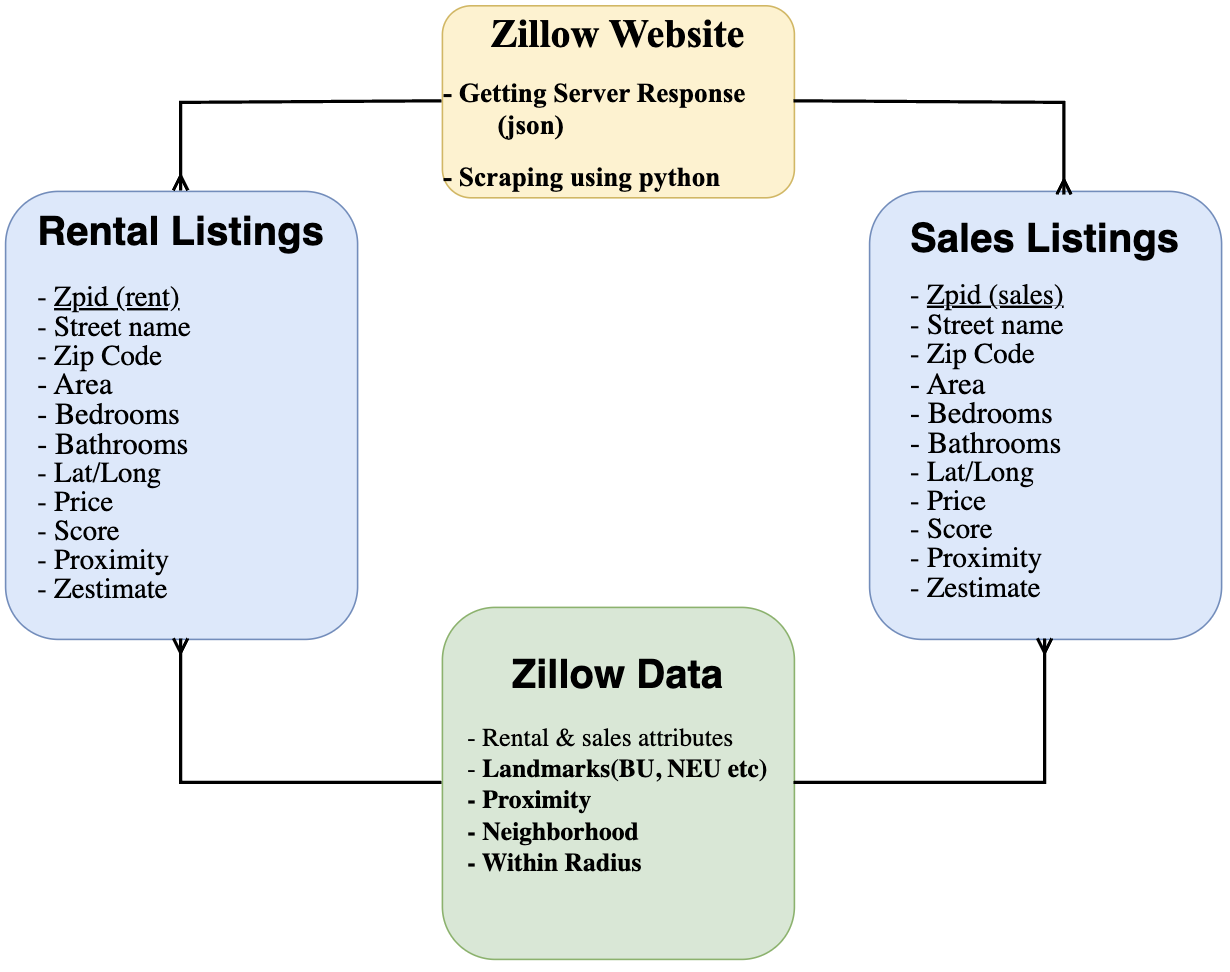 Zillow Website
- Getting Server Response
(json)
- Scraping using python
Rental Listings
- Zpid (rent)
- Street name
- Zip Code
- Area
- Bedrooms
- Bathrooms
- Lat/Long
- Price
- Score
- Proximity
- Zestimate
Sales Listings
- Zpid (sales)
- Street name
- Zip Code
- Area
- Bedrooms
- Bathrooms
- Lat/Long
- Price
- Score
- Proximity
- Zestimate
Zillow Data
- Rental & sales attributes
- Landmarks(BU, NEU etc)
- Proximity
- Neighborhood
- Within Radius